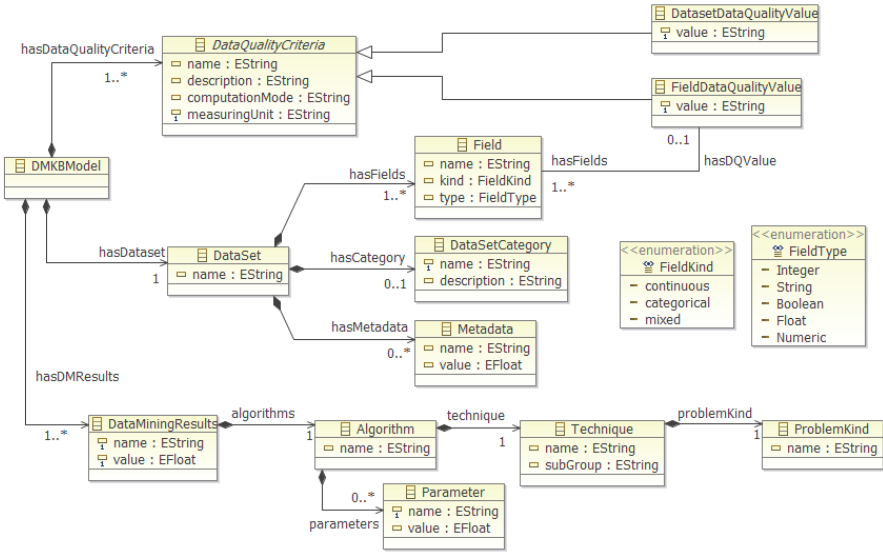 DatasetDataQualityValue
value : EString
DataQualityCriteria
name : EString
description : EString
computationMode : EString
measuringUnit : EString
hasDataQualityCriteria
1..*
FieldDataQualityValue
value : EString
0..1
hasDQValue
Field
name : EString
kind : FieldKind
type : FieldType
hasFields
1..*
hasFields
1..*
DMKBModel
hasDataset
1
DataSet
name : EString
hasCategory
0..1
DataSetCategory
name : EString
description : EString
<<enumeration>>
FieldKind
continuous
categorical
mixed
<<enumeration>>
FieldType
Integer
String
Boolean
Float
Numeric
hasMetadata
0..*
Metadata
name : EString
value : EFloat
hasDMResults
1..*
DataMiningResults
name : EString
value : EFloat
algorithms
1
Algorithm
name : EString
technique
1
Technique
name : EString
subGroup : EString
problemKind
1
ProblemKind
name : EString
0..*
parameters
Parameter
name : EString
value : EFloat